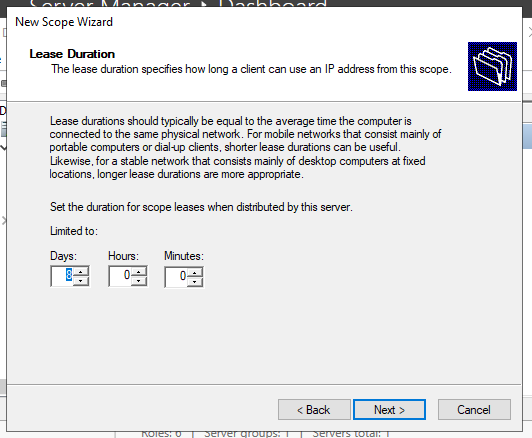 Server Manager • Dashboard
New Scope Wizard
Lease Duration
The lease duration specifies how long a client can use an IP address from this scope.
Lease durations should typically be equal to the average time the computer is
connected to the same physical network. For mobile networks that consist mainly of
portable computers or dial-up clients, shorter lease durations can be useful.
Likewise, for a stable network that consists mainly of desktop computers at fixed
locations, longer lease durations are more appropriate.
Set the duration for scope leases when distributed by this server.
Limited to:
Days: Hours: Minutes:
8 0 0
< Back Next > Cancel
Roles: 6 | Server groups: 1 | Servers total: 1